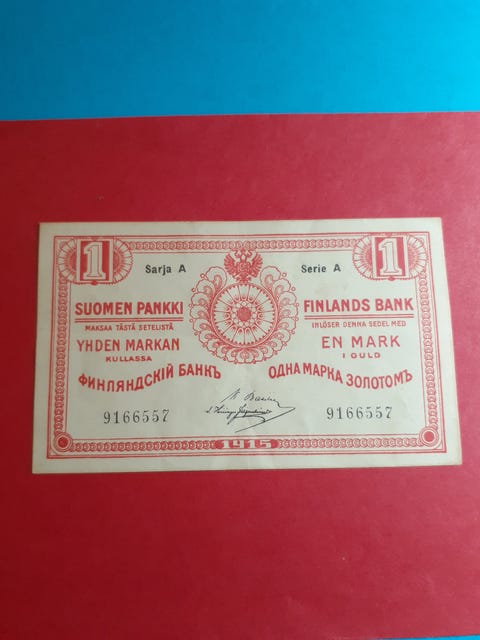 1 1
Sarja A Serie A
SUOMEN PANKKI FINLANDS BANK
MAKSAA TÄSTÄ SETELISTÄ INLÖSER DENNA SEDEL MED
YHDEN MARKAN EN MARK
KULLASSA I GULD
ФИНЛЯНДСКІЙ БАНКЪ ОДНА МАРКА ЗОЛОТОМЪ
9166557 9166557
1915